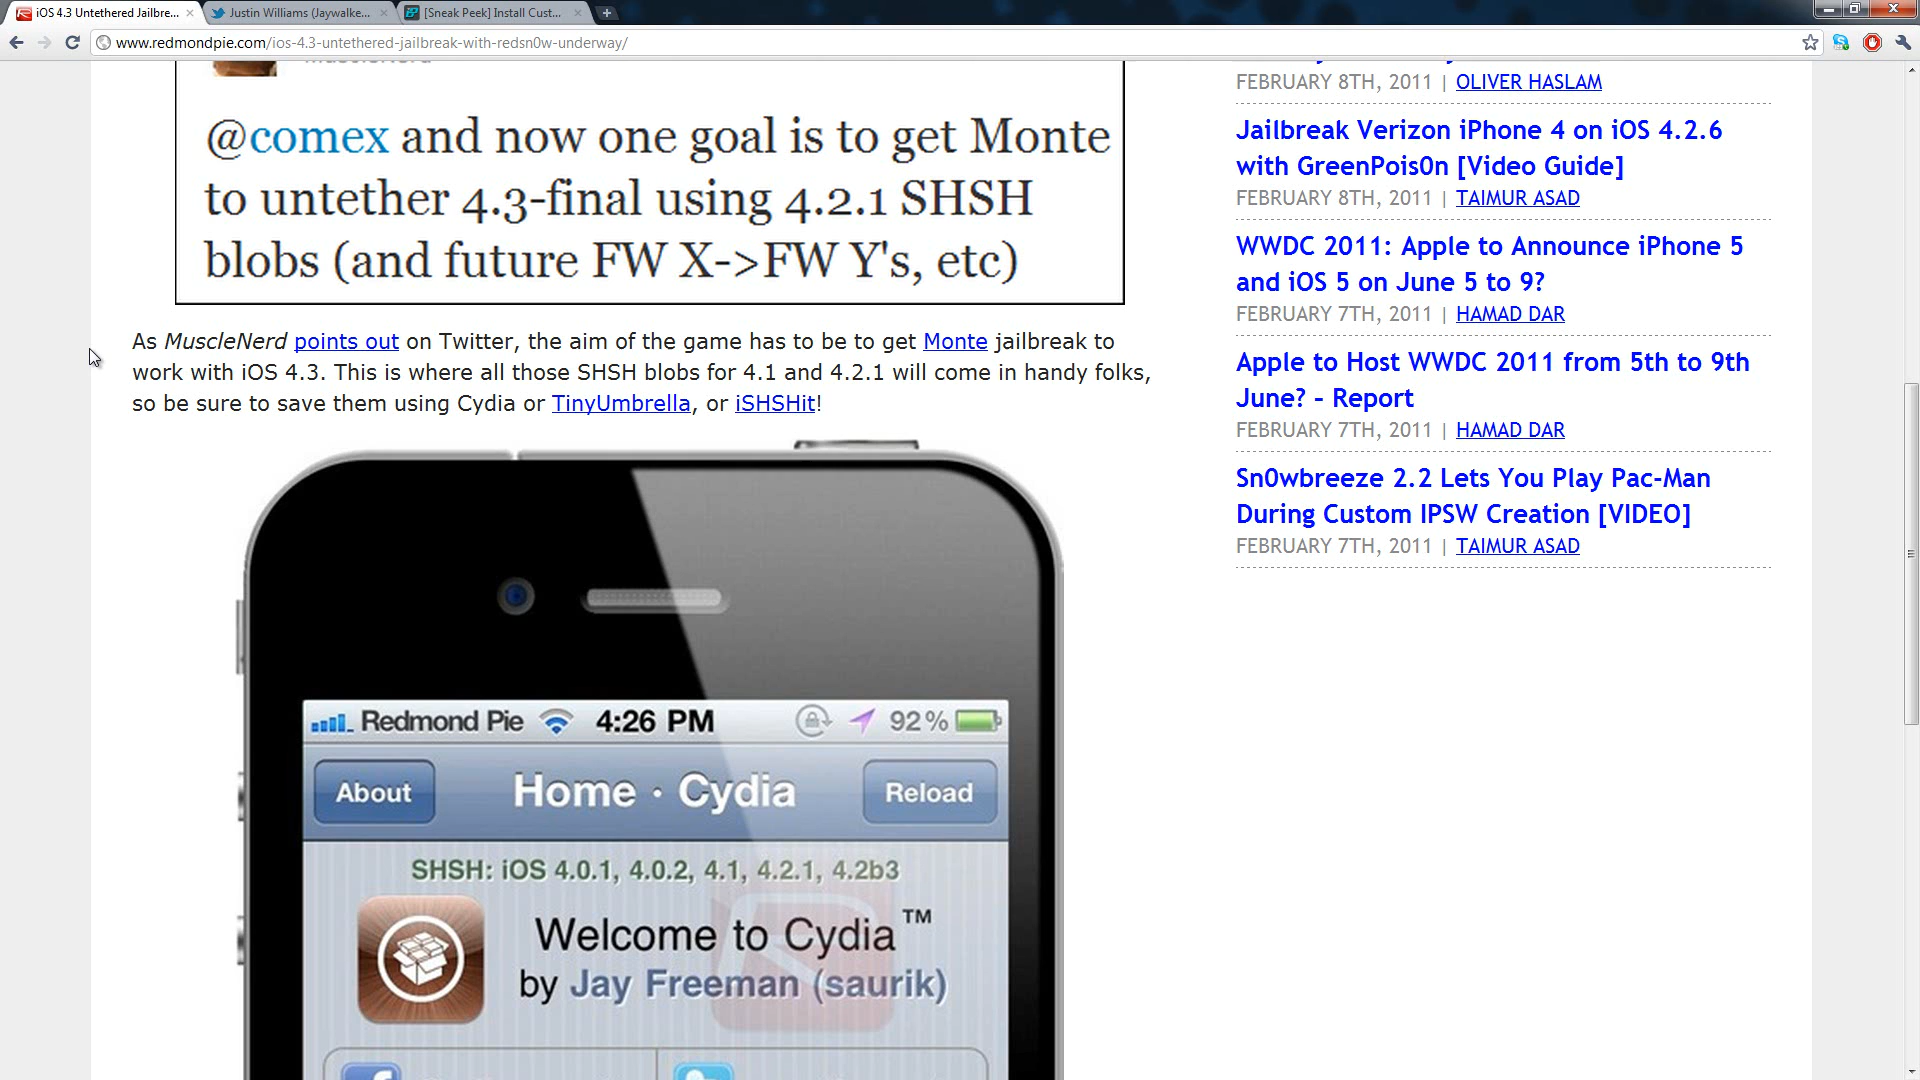 iOS 4.3 Untethered Jailbre...
Justin Williams (Jaywalke...
[Sneak Peek] Install Cust...
www.redmondpie.com/ios-4.3-untethered-jailbreak-with-redsn0w-underway/
@comex and now one goal is to get Monte
to untether 4.3-final using 4.2.1 SHSH
blobs (and future FW X->FW Y's, etc)
As MuscleNerd points out on Twitter, the aim of the game has to be to get Monte jailbreak to
work with iOS 4.3. This is where all those SHSH blobs for 4.1 and 4.2.1 will come in handy folks,
so be sure to save them using Cydia or TinyUmbrella, or iSHSHit!
Redmond Pie 4:26 PM 92%
About Home · Cydia Reload
SHSH: iOS 4.0.1, 4.0.2, 4.1, 4.2.1, 4.2b3
Welcome to Cydia™
by Jay Freeman (saurik)
FEBRUARY 8TH, 2011 | OLIVER HASLAM
Jailbreak Verizon iPhone 4 on iOS 4.2.6
with GreenPois0n [Video Guide]
FEBRUARY 8TH, 2011 | TAIMUR ASAD
WWDC 2011: Apple to Announce iPhone 5
and iOS 5 on June 5 to 9?
FEBRUARY 7TH, 2011 | HAMAD DAR
Apple to Host WWDC 2011 from 5th to 9th
June? – Report
FEBRUARY 7TH, 2011 | HAMAD DAR
Sn0wbreeze 2.2 Lets You Play Pac-Man
During Custom IPSW Creation [VIDEO]
FEBRUARY 7TH, 2011 | TAIMUR ASAD